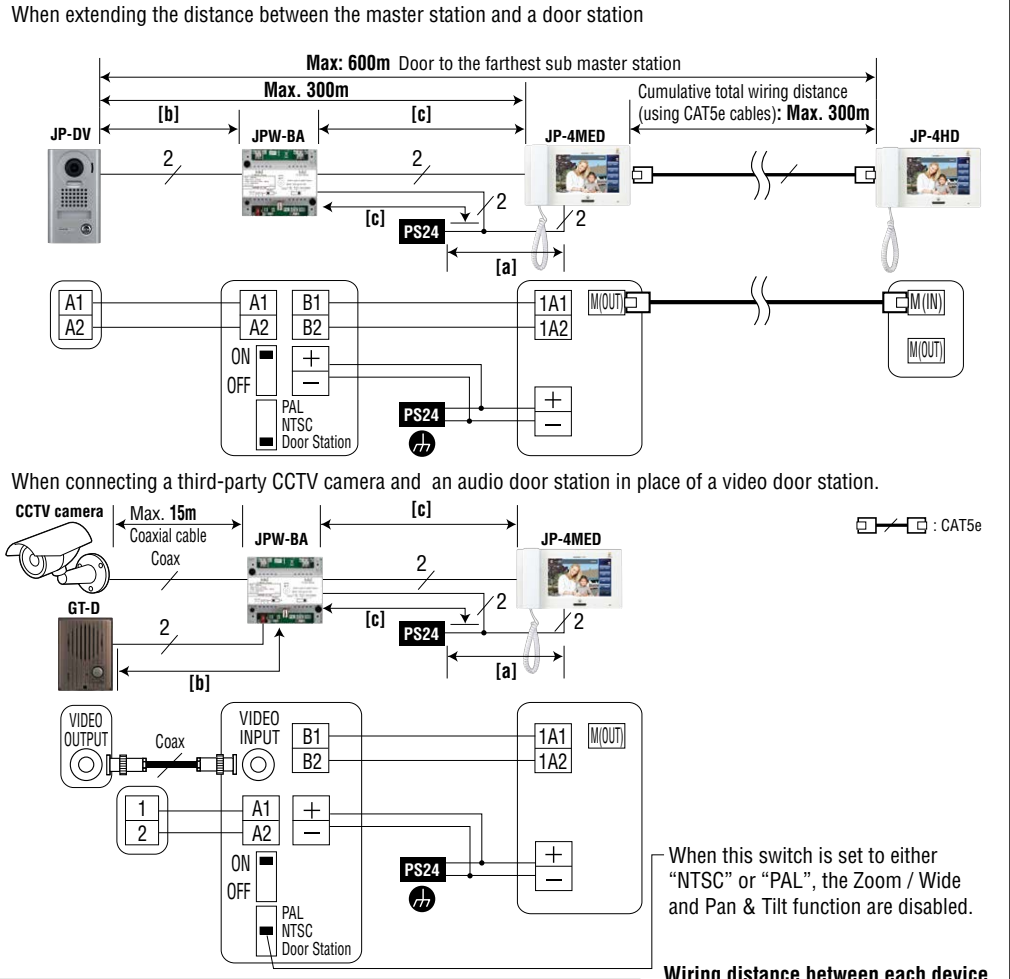 When extending the distance between the master station and a door station
Max: 600m Door to the farthest sub master station
Max. 300m
Cumulative total wiring distance
(using CAT5e cables): Max. 300m
[b]
[c]
JP-DV
JPW-BA
JP-4MED
JP-4HD
2
2
2
2
[c]
PS24
[a]
A1
A2
A1
A2
B1
B2
1A1
1A2
M(OUT)
M(IN)
M(OUT)
ON
OFF
+
–
PAL
NTSC
Door Station
PS24
+
–
When connecting a third-party CCTV camera and an audio door station in place of a video door station.
CCTV camera
Max. 15m
Coaxial cable
Coax
JPW-BA
[c]
JP-4MED
: CAT5e
GT-D
2
2
2
2
[c]
PS24
[b]
[a]
VIDEO
OUTPUT
Coax
VIDEO
INPUT
B1
B2
1A1
1A2
M(OUT)
1
2
A1
A2
+
–
ON
OFF
PS24
+
–
PAL
NTSC
Door Station
When this switch is set to either
“NTSC” or “PAL”, the Zoom / Wide
and Pan & Tilt function are disabled.
Wiring distance between each device